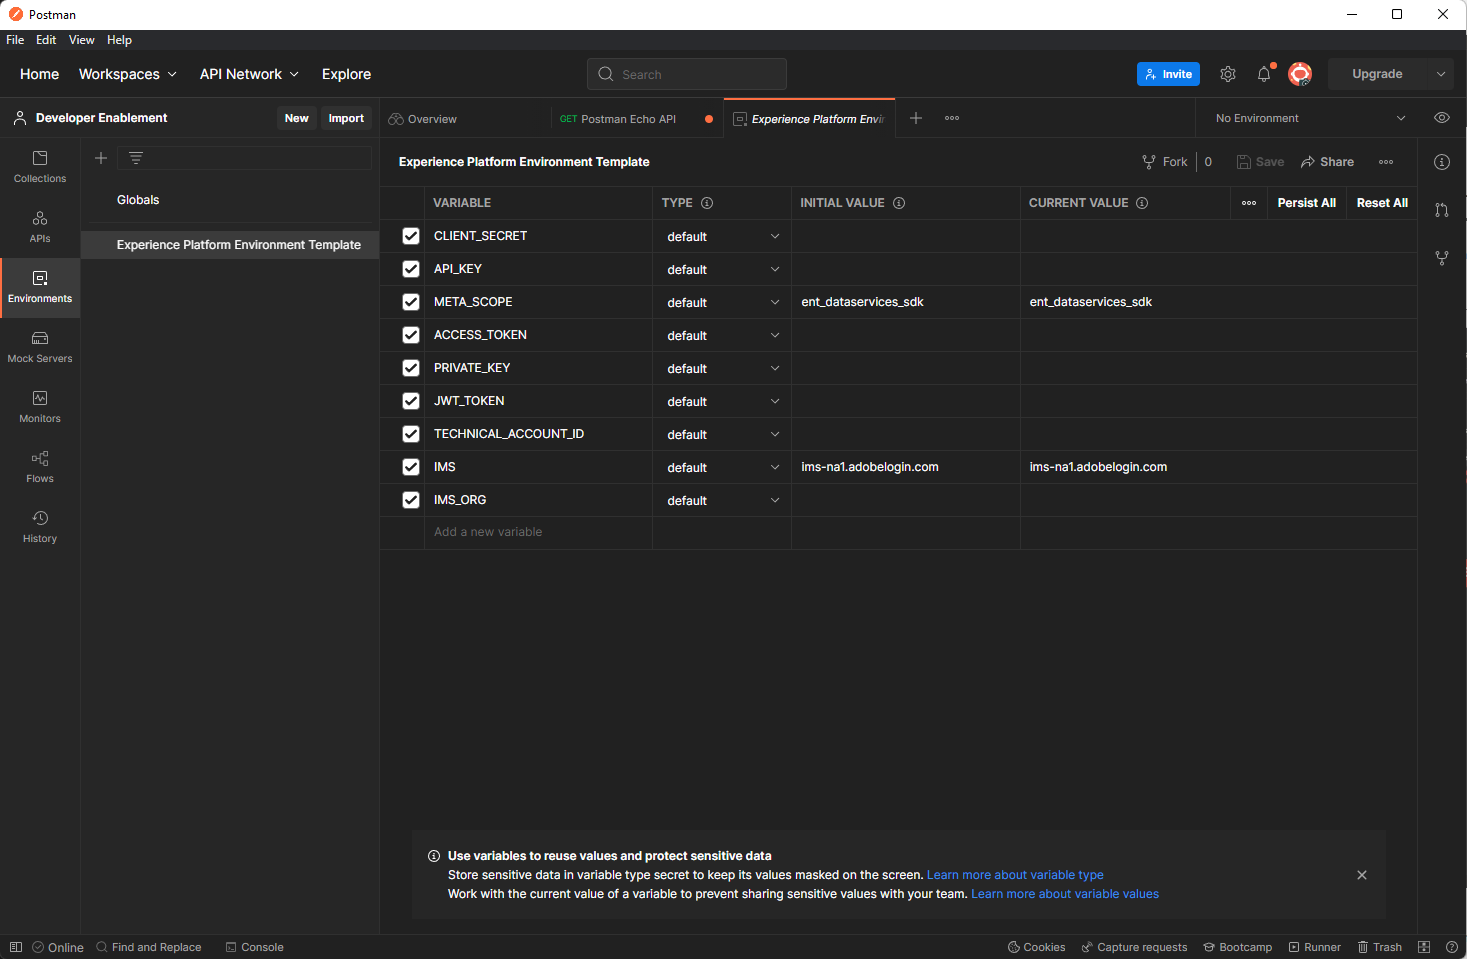 Postman
File Edit View Help
Home Workspaces API Network Explore Search Invite Upgrade
Developer Enablement New Import Overview GET Postman Echo API Experience Platform Envir No Environment
Collections
APIs
Environments
Mock Servers
Monitors
Flows
History
Globals
Experience Platform Environment Template
Experience Platform Environment Template Fork 0 Save Share
VARIABLE TYPE INITIAL VALUE CURRENT VALUE Persist All Reset All
CLIENT_SECRET default
API_KEY default
META_SCOPE default ent_dataservices_sdk ent_dataservices_sdk
ACCESS_TOKEN default
PRIVATE_KEY default
JWT_TOKEN default
TECHNICAL_ACCOUNT_ID default
IMS default ims-na1.adobelogin.com ims-na1.adobelogin.com
IMS_ORG default
Add a new variable
Use variables to reuse values and protect sensitive data
Store sensitive data in variable type secret to keep its values masked on the screen. Learn more about variable type
Work with the current value of a variable to prevent sharing sensitive values with your team. Learn more about variable values
Online Find and Replace Console Cookies Capture requests Bootcamp Runner Trash